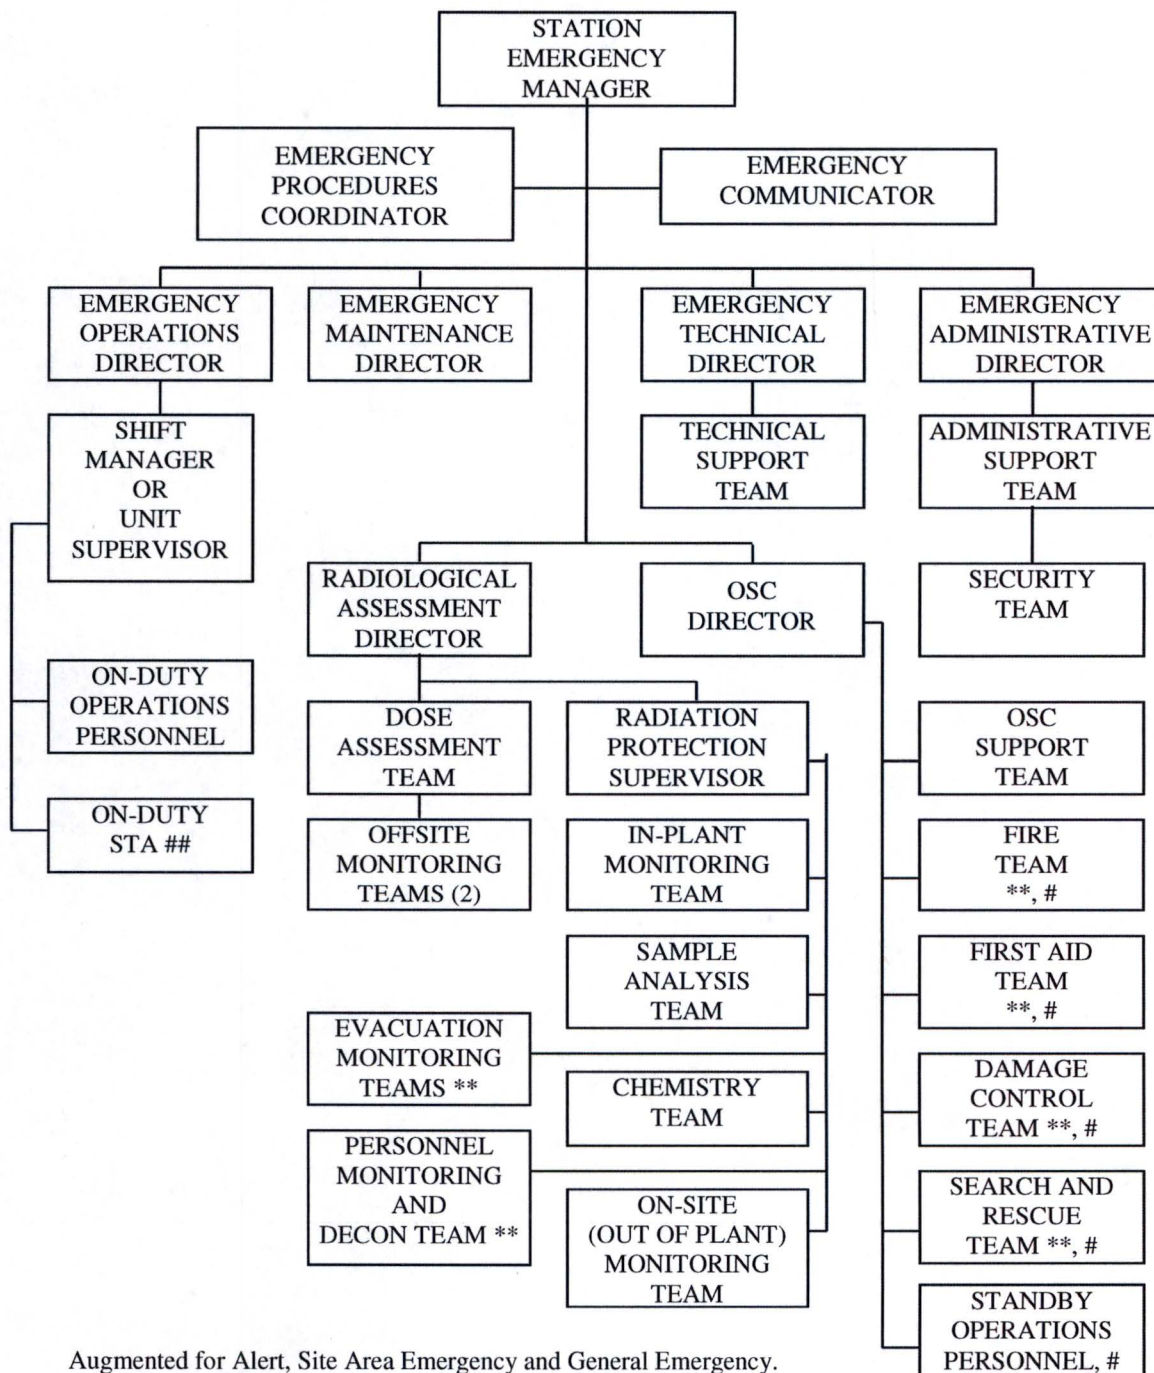 STATION
EMERGENCY
MANAGER
EMERGENCY
PROCEDURES
COORDINATOR
EMERGENCY
COMMUNICATOR
EMERGENCY
OPERATIONS
DIRECTOR
EMERGENCY
MAINTENANCE
DIRECTOR
EMERGENCY
TECHNICAL
DIRECTOR
EMERGENCY
ADMINISTRATIVE
DIRECTOR
SHIFT
MANAGER
OR
UNIT
SUPERVISOR
TECHNICAL
SUPPORT
TEAM
ADMINISTRATIVE
SUPPORT
TEAM
RADIOLOGICAL
ASSESSMENT
DIRECTOR
OSC
DIRECTOR
SECURITY
TEAM
ON-DUTY
OPERATIONS
PERSONNEL
DOSE
ASSESSMENT
TEAM
RADIATION
PROTECTION
SUPERVISOR
OSC
SUPPORT
TEAM
ON-DUTY
STA ##
OFFSITE
MONITORING
TEAMS (2)
IN-PLANT
MONITORING
TEAM
FIRE
TEAM
**, #
SAMPLE
ANALYSIS
TEAM
FIRST AID
TEAM
**, #
EVACUATION
MONITORING
TEAMS **
CHEMISTRY
TEAM
DAMAGE
CONTROL
TEAM **, #
PERSONNEL
MONITORING
AND
DECON TEAM **
ON-SITE
(OUT OF PLANT)
MONITORING
TEAM
SEARCH AND
RESCUE
TEAM **, #
STANDBY
OPERATIONS
PERSONNEL, #
Augmented for Alert, Site Area Emergency and General Emergency.